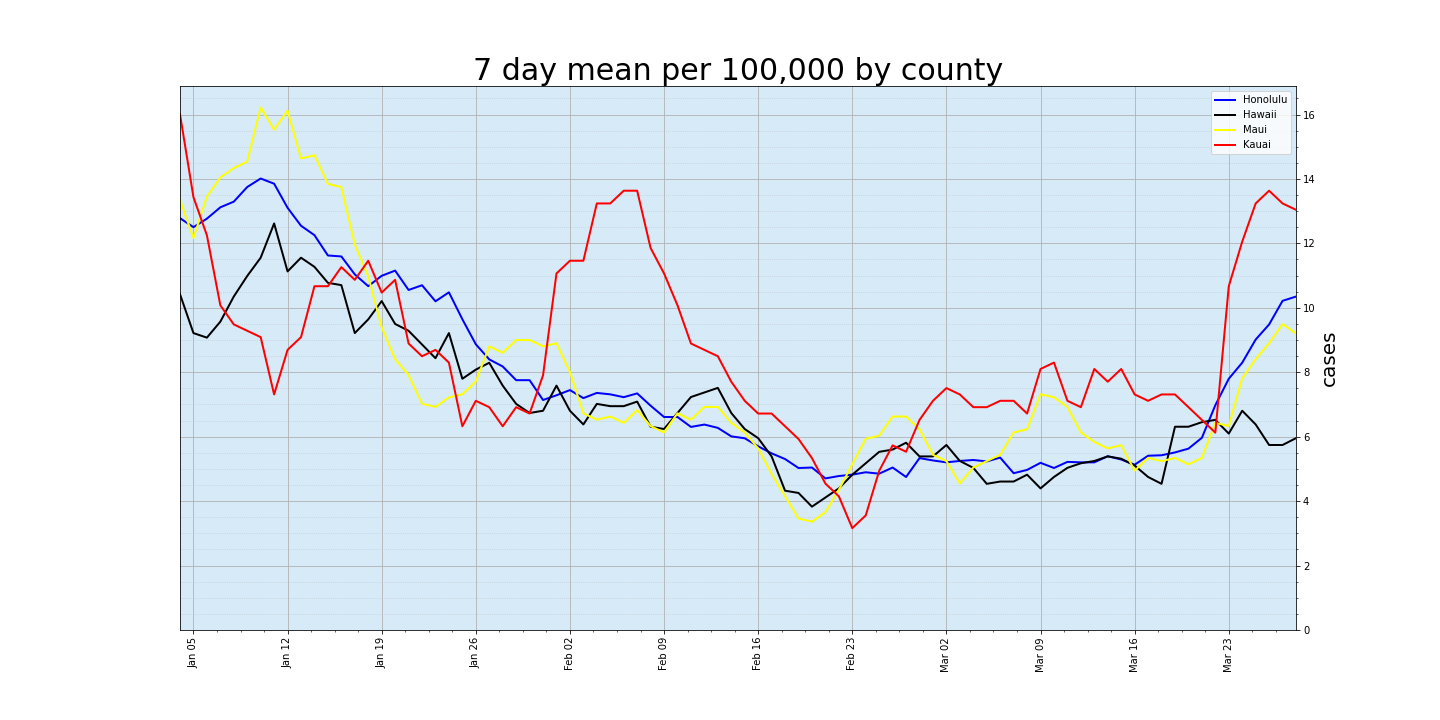 7 day mean per 100,000 by county
Honolulu
Hawaii
Maui
Kauai
16
14
12
10
8
6
4
2
0
cases
Jan 05
Jan 12
Jan 19
Jan 26
Feb 02
Feb 09
Feb 16
Feb 23
Mar 02
Mar 09
Mar 16
Mar 23